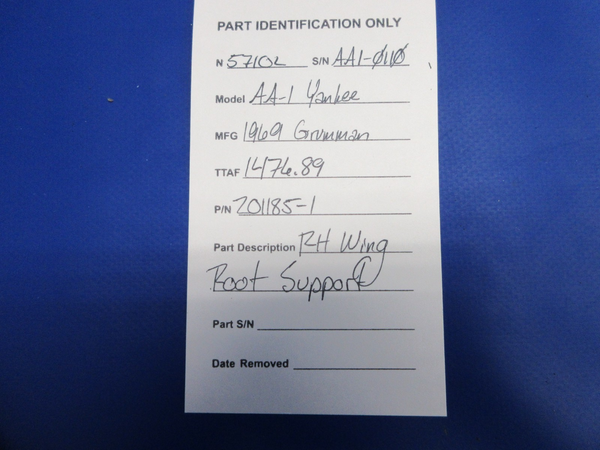 PART IDENTIFICATION ONLY
N 5710L S/N AA1-0110
Model AA-1 Yankee
MFG 1969 Grumman
TTAF 1476.89
P/N 201185-1
Part Description RH Wing
Root Support
Part S/N
Date Removed